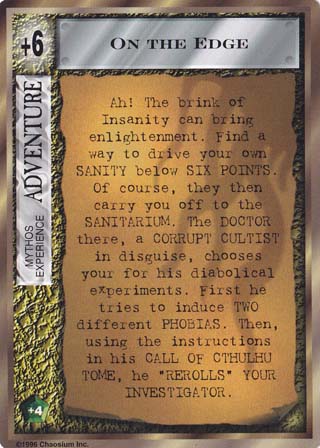 +6
ON THE EDGE
MYTHOS
EXPERIENCE
ADVENTURE
Ah! The brink of
Insanity can bring
enlightenment. Find a
way to drive your own
SANITY below SIX POINTS.
Of course, they then
carry you off to the
SANITARIUM. The DOCTOR
there, a CORRUPT CULTIST
in disguise, chooses
your for his diabolical
experiments. First he
tries to induce TWO
different PHOBIAS. Then,
using the instructions
in his CALL OF CTHULHU
TOME, he "REROLLS" YOUR
INVESTIGATOR.
+4
©1996 Chaosium Inc.